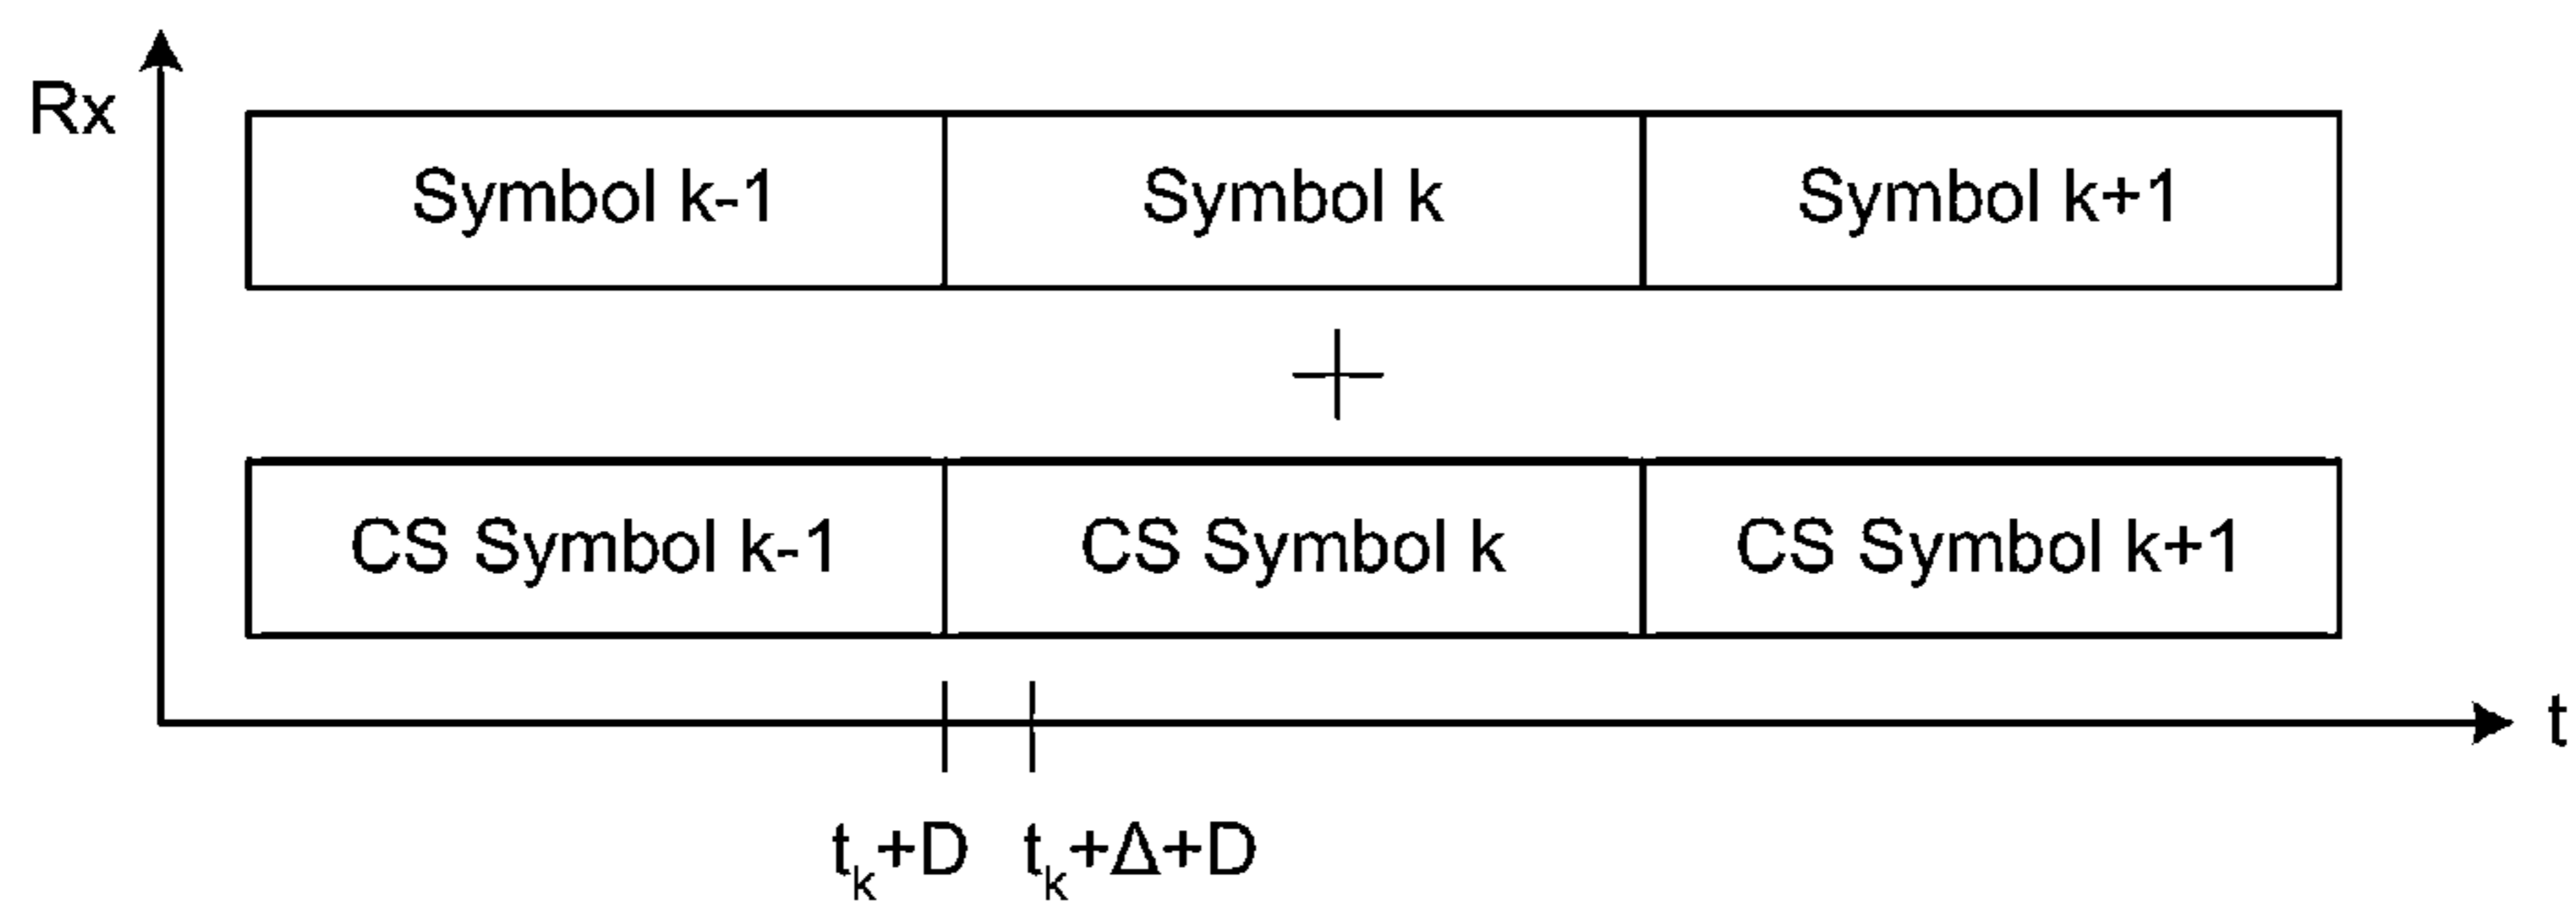 Rx
Symbol k-1 Symbol k Symbol k+1
+
CS Symbol k-1 CS Symbol k CS Symbol k+1
t
tk+D tk+Δ+D